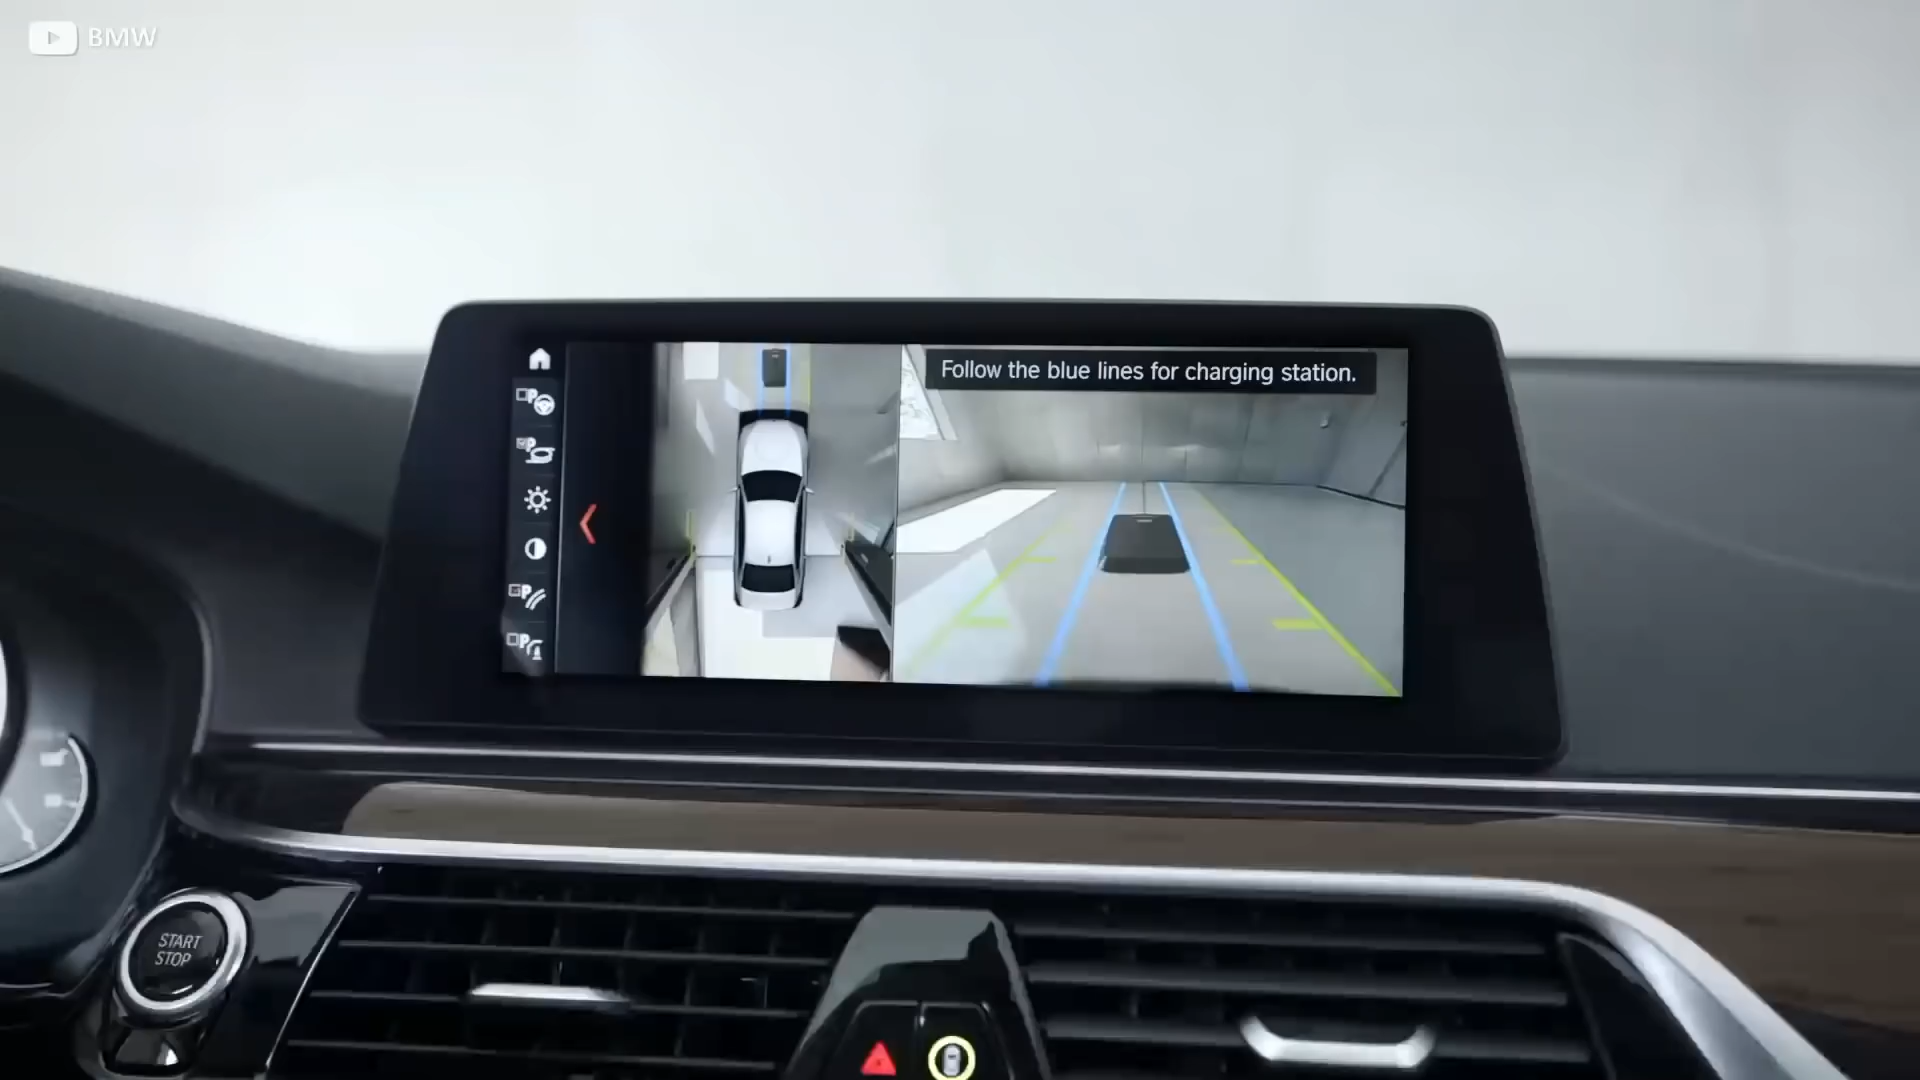 BMW
Follow the blue lines for charging station.
P
P
P
P
START
STOP